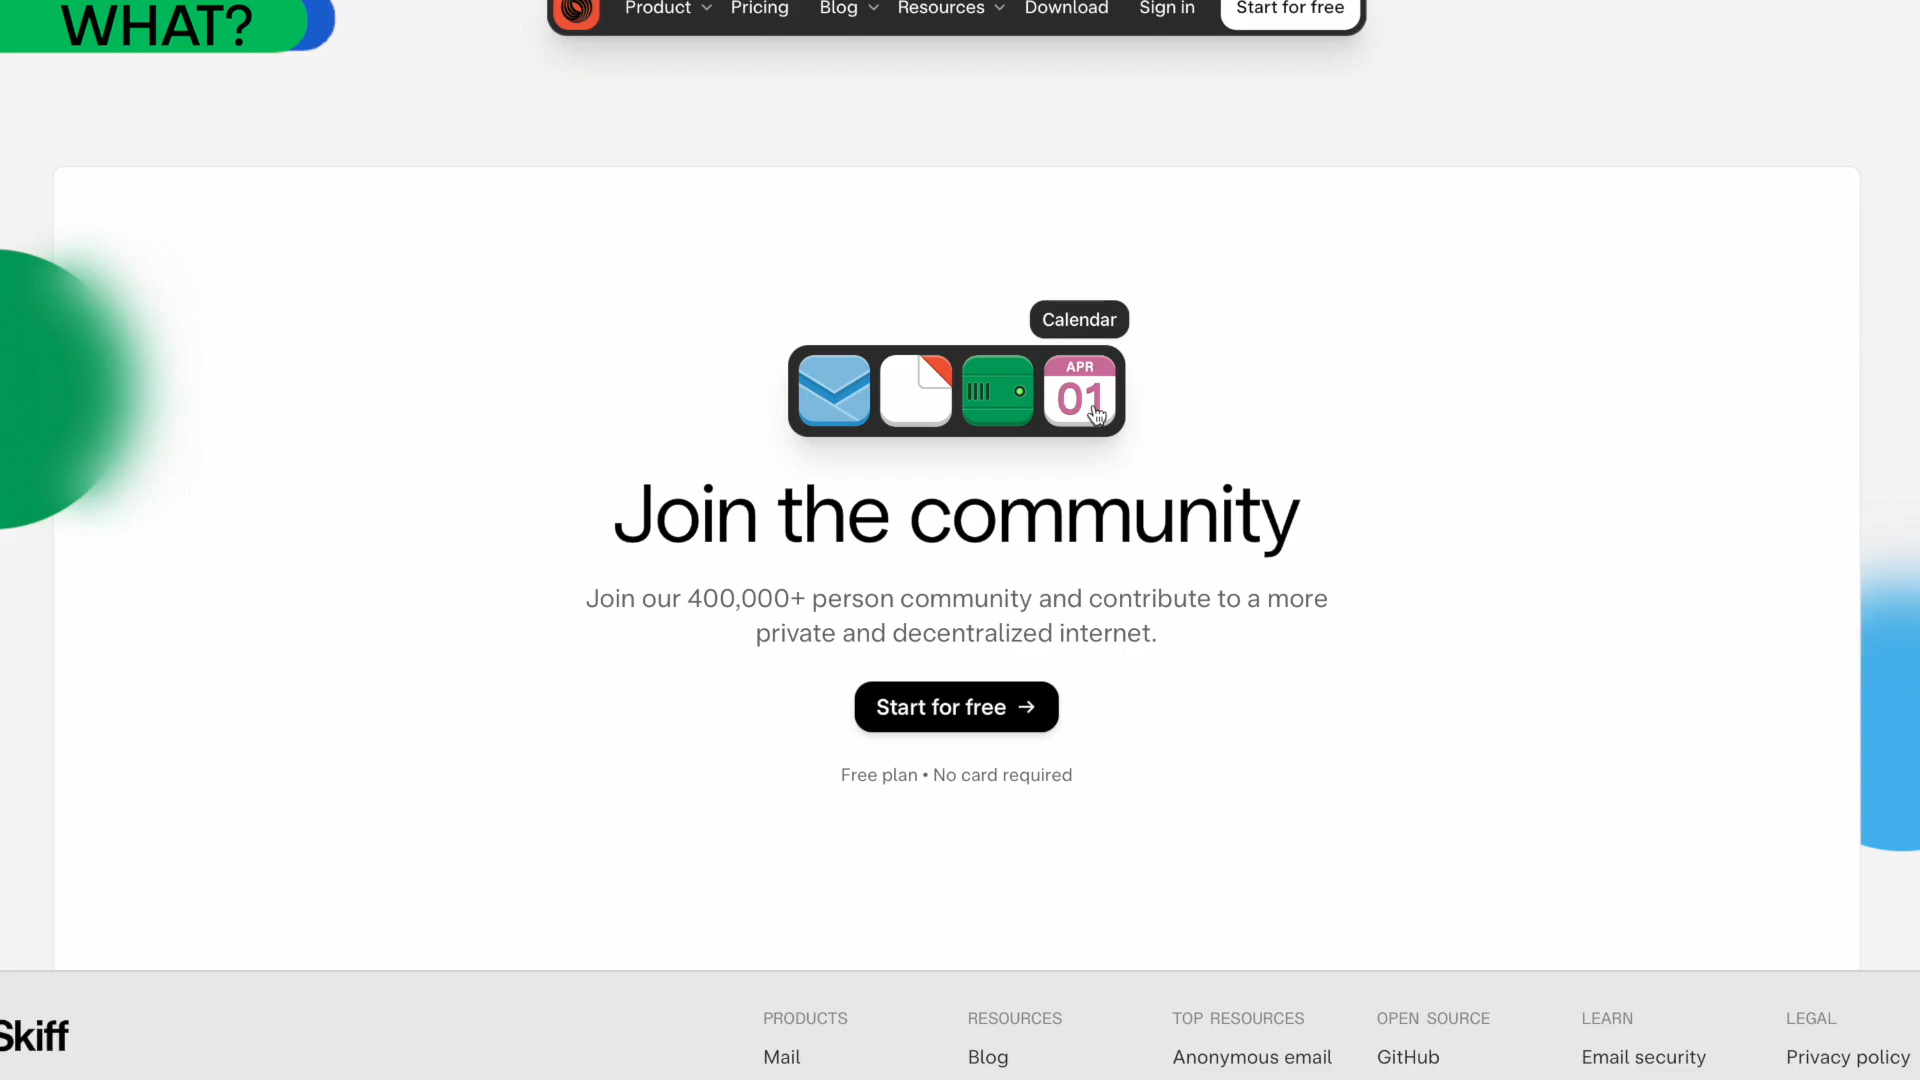 WHAT?
Product
Pricing
Blog
Resources
Download
Sign in
Start for free
Calendar
APR
01
Join the community
Join our 400,000+ person community and contribute to a more
private and decentralized internet.
Start for free →
Free plan • No card required
Skiff
PRODUCTS
RESOURCES
TOP RESOURCES
OPEN SOURCE
LEARN
LEGAL
Mail
Blog
Anonymous email
GitHub
Email security
Privacy policy